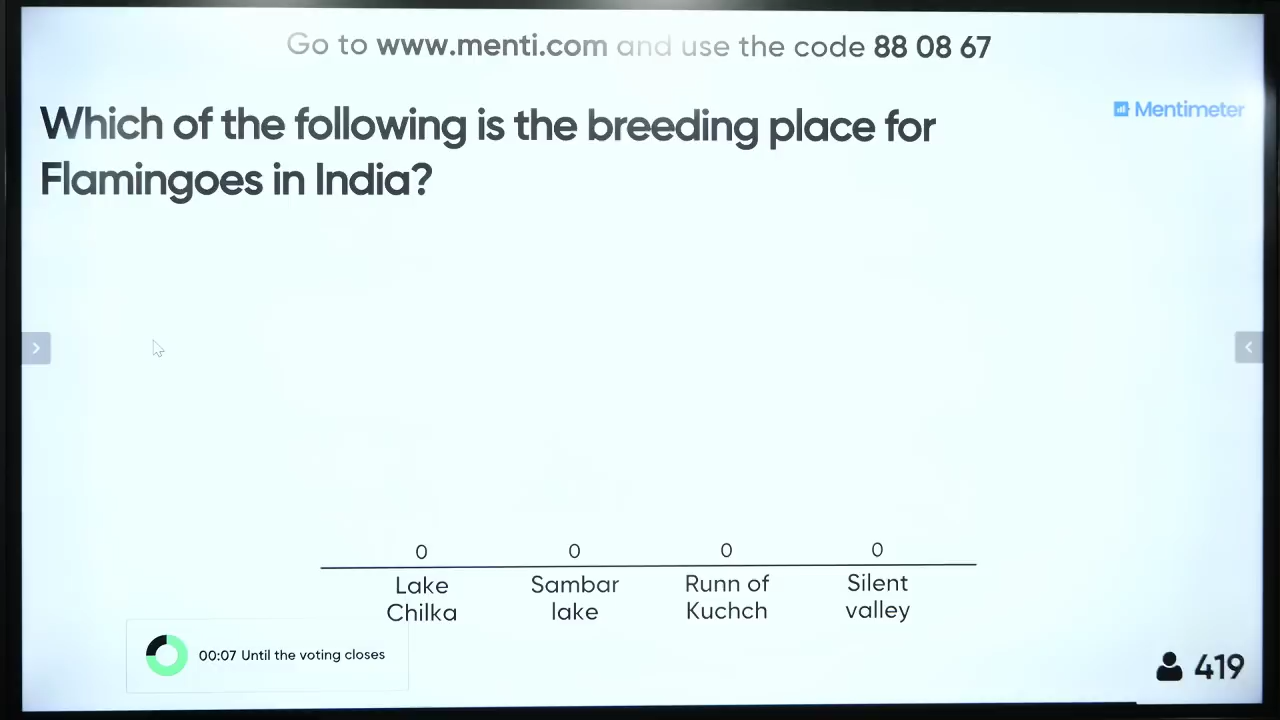 Go to www.menti.com and use the code 88 08 67
Mentimeter
Which of the following is the breeding place for
Flamingoes in India?
0 0 0 0
Lake Sambar Runn of Silent
Chilka lake Kuchch valley
00:07 Until the voting closes
419